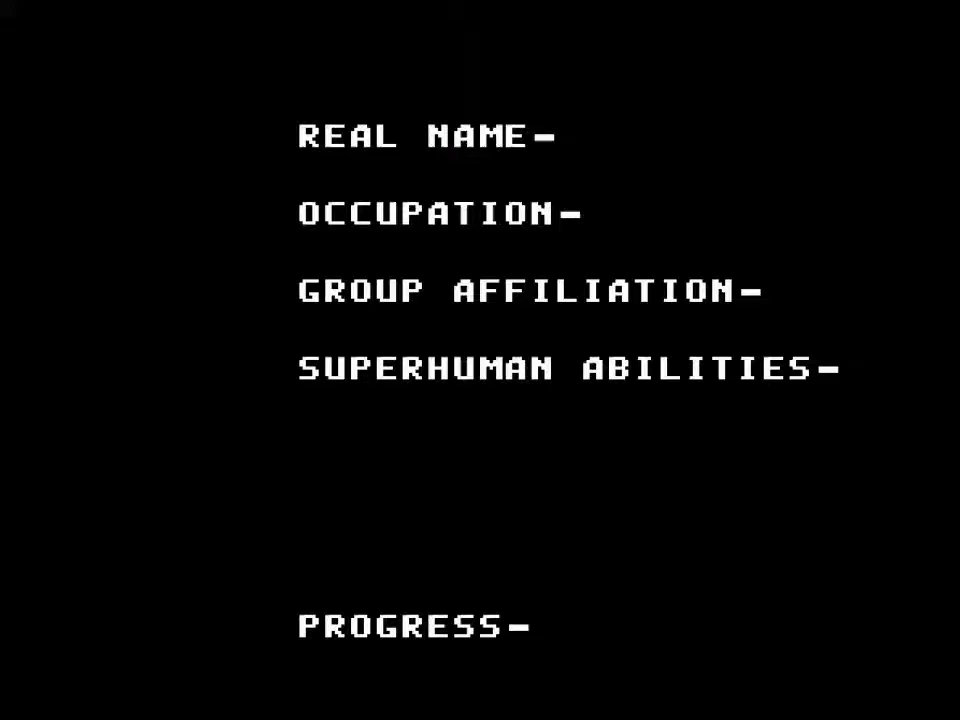 REAL NAME-
OCCUPATION-
GROUP AFFILIATION-
SUPERHUMAN ABILITIES-
PROGRESS-